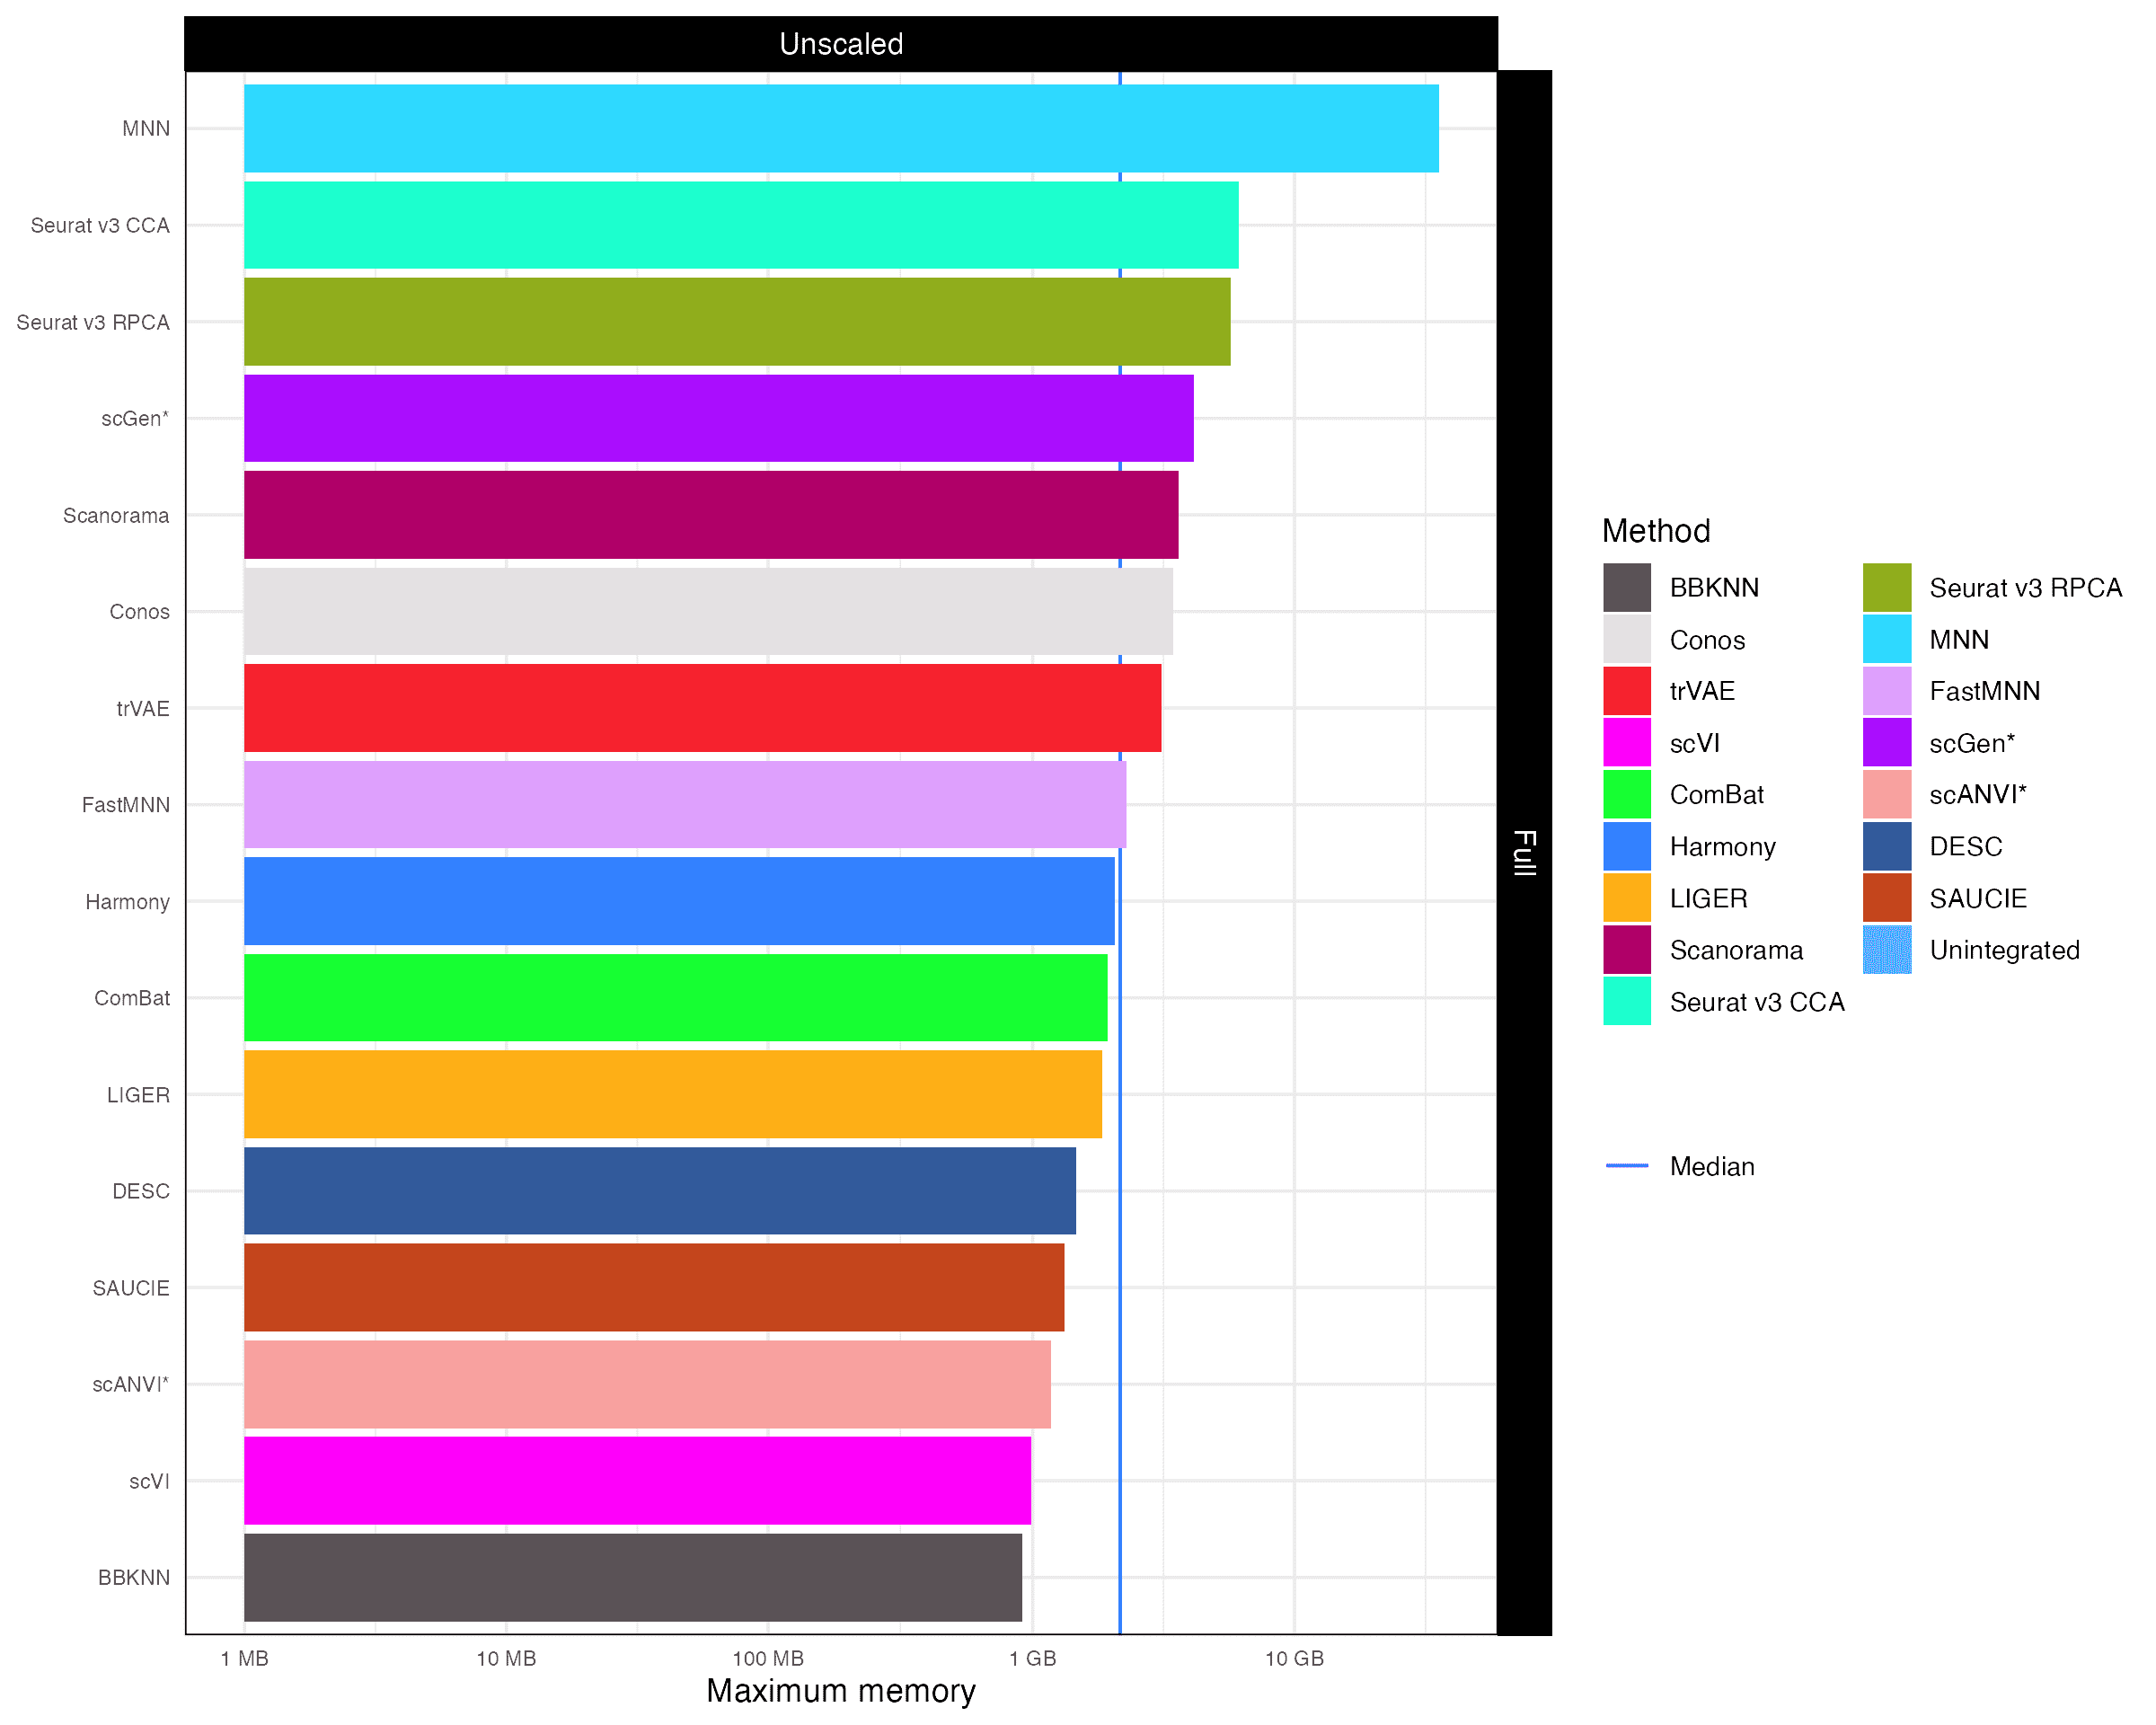 Unscaled
MNN
Seurat v3 CCA
Seurat v3 RPCA
scGen*
Scanorama
Conos
trVAE
FastMNN
Harmony
ComBat
LIGER
DESC
SAUCIE
scANVI*
scVI
BBKNN
1 MB
10 MB
100 MB
1 GB
10 GB
Maximum memory
Full
Method
BBKNN
Conos
trVAE
scVI
ComBat
Harmony
LIGER
Scanorama
Seurat v3 CCA
Seurat v3 RPCA
MNN
FastMNN
scGen*
scANVI*
DESC
SAUCIE
Unintegrated
Median